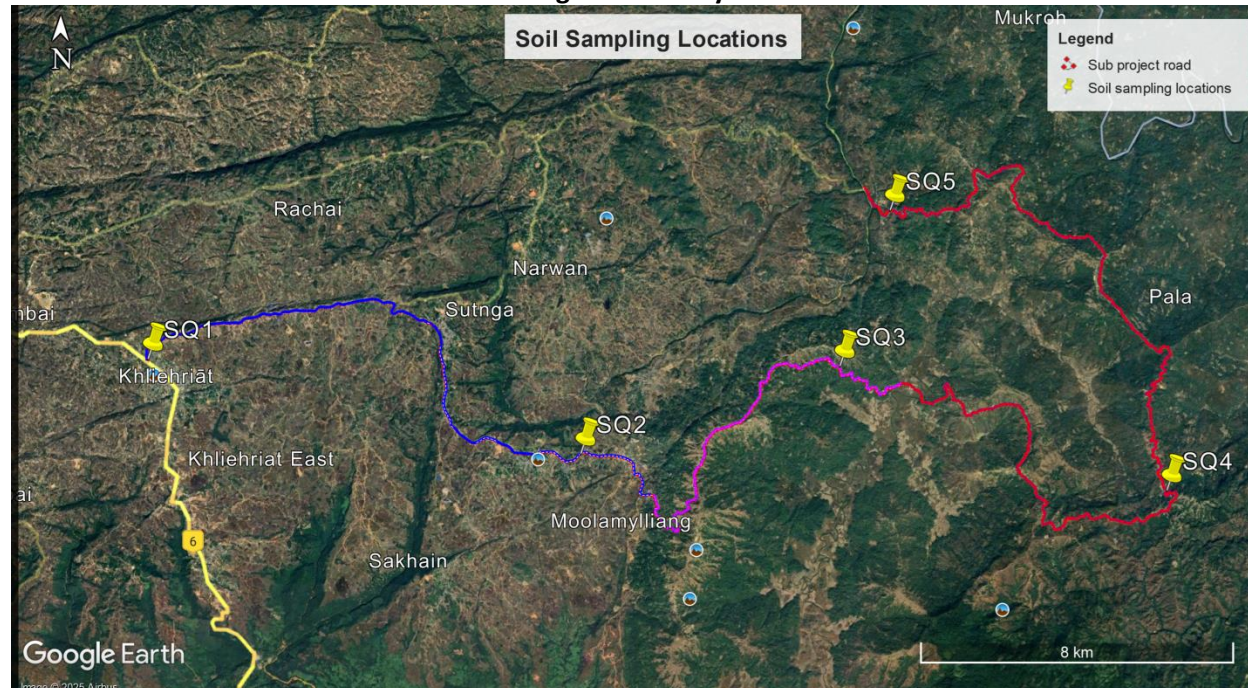 Soil Sampling Locations
Mukroh
Legend
Sub project road
Soil sampling locations
N
SQ5
Rachai
Narwan
Pala
Sutnga
SQ1
SQ3
Khliehriāt
SQ2
Khliehriat East
SQ4
Moolamylliang
6
Sakhain
8 km
Google Earth